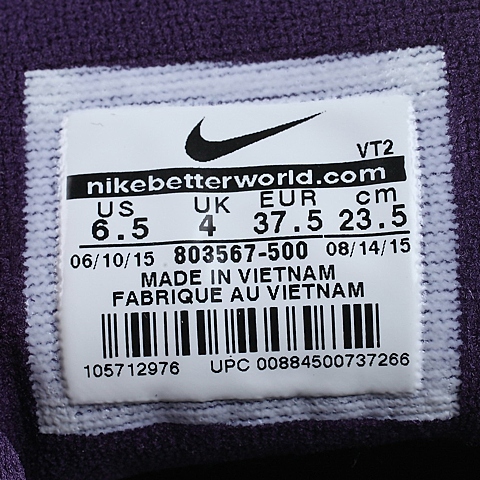 VT2
nikebetterworld.com
US UK EUR cm
6.5 4 37.5 23.5
06/10/15 803567-500 08/14/15
MADE IN VIETNAM
FABRIQUE AU VIETNAM
105712976 UPC 00884500737266